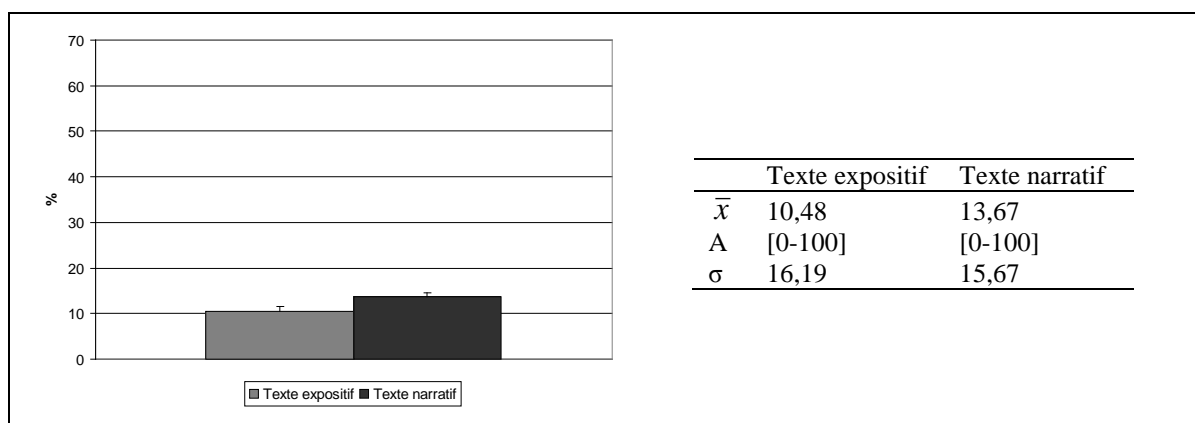 70
60
50
40
30
20
10
0
%
Texte expositif Texte narratif
Texte expositif Texte narratif
x̄ 10,48 13,67
A [0-100] [0-100]
σ 16,19 15,67